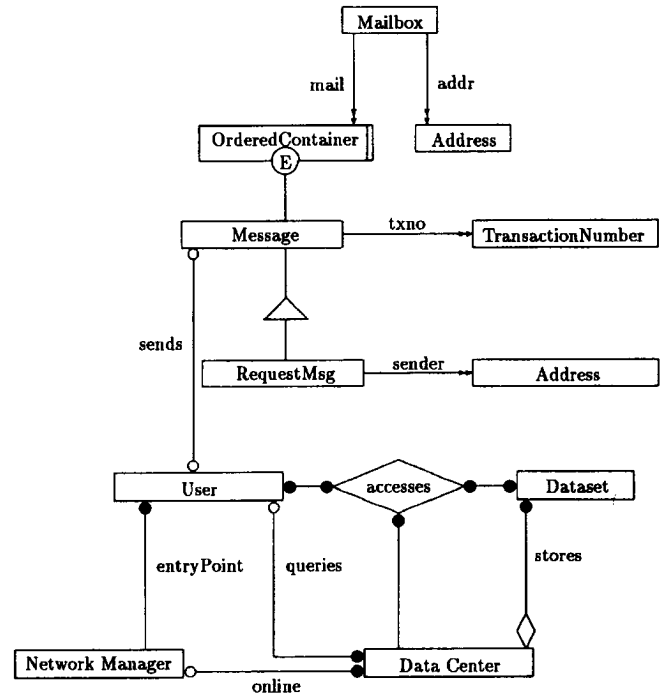 Mailbox
mail
addr
OrderedContainer
Address
E
Message
txno
TransactionNumber
sends
RequestMsg
sender
Address
User
accesses
Dataset
entryPoint
queries
stores
Network Manager
Data Center
online